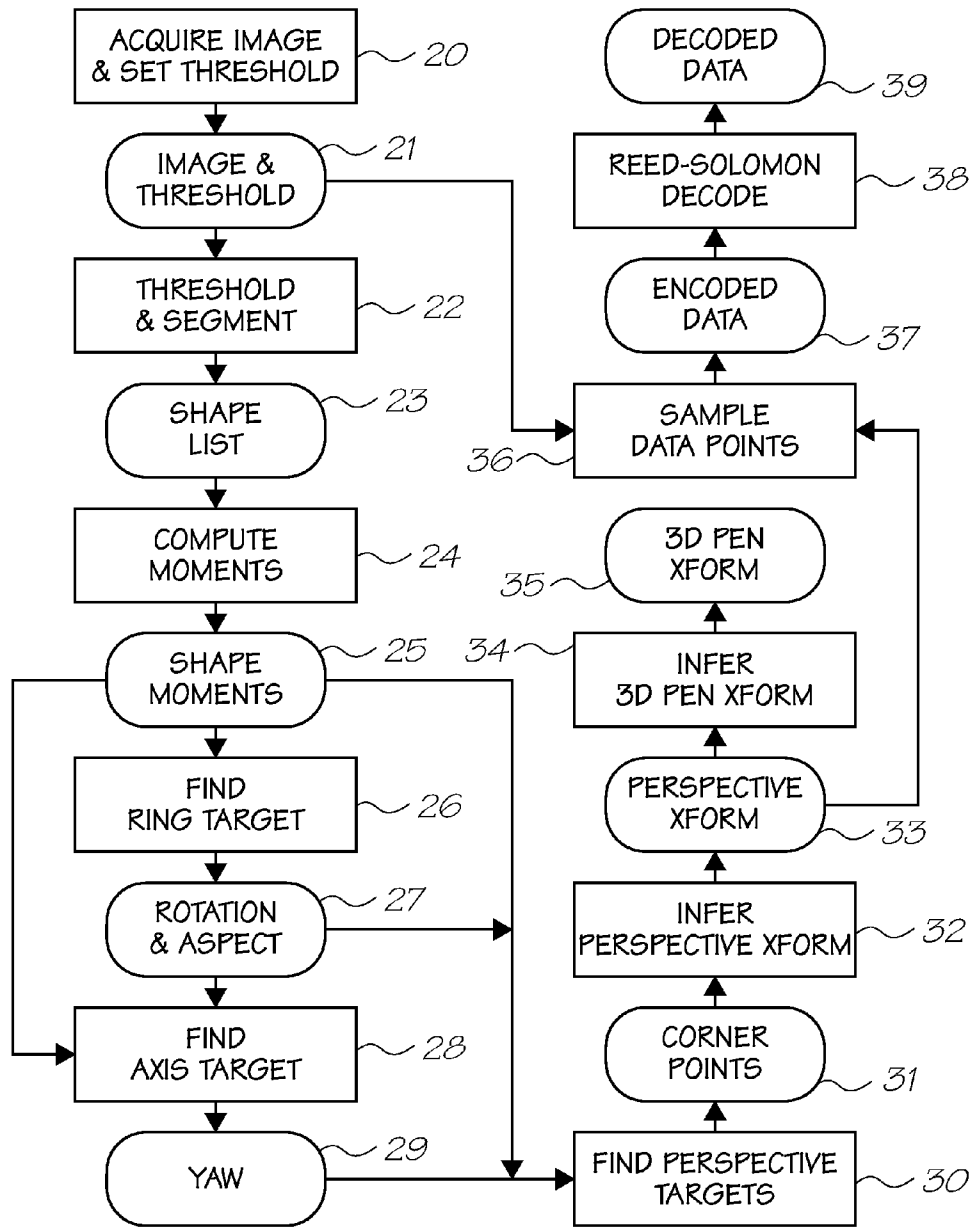 ACQUIRE IMAGE
& SET THRESHOLD
20
IMAGE &
THRESHOLD
21
THRESHOLD
& SEGMENT
22
SHAPE
LIST
23
COMPUTE
MOMENTS
24
SHAPE
MOMENTS
25
FIND
RING TARGET
26
ROTATION
& ASPECT
27
FIND
AXIS TARGET
28
YAW
29
DECODED
DATA
39
REED-SOLOMON
DECODE
38
ENCODED
DATA
37
SAMPLE
DATA POINTS
36
3D PEN
XFORM
35
INFER
3D PEN XFORM
34
PERSPECTIVE
XFORM
33
INFER
PERSPECTIVE XFORM
32
CORNER
POINTS
31
FIND PERSPECTIVE
TARGETS
30